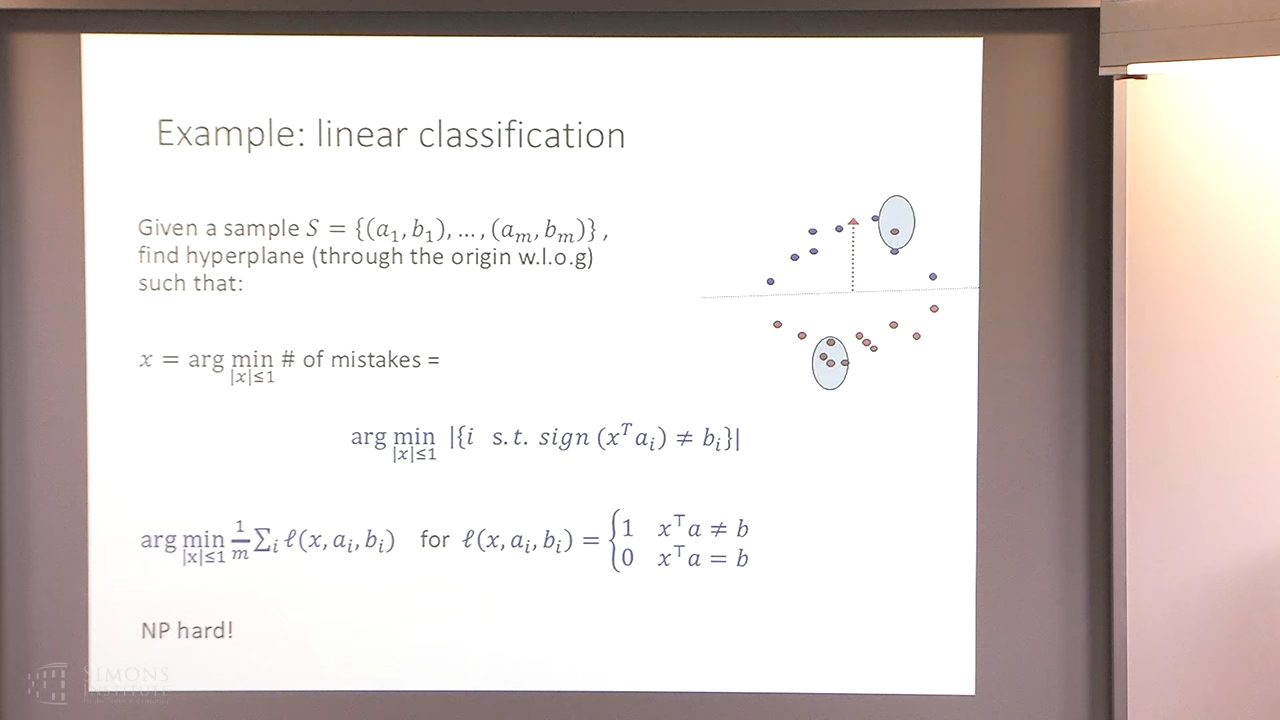 Example: linear classification
Given a sample S = {(a₁, b₁), … , (aₘ, bₘ)} ,
find hyperplane (through the origin w.l.o.g)
such that:
x = arg min |x|≤1 # of mistakes =
arg min |x|≤1 |{i s.t. sign (xᵀaᵢ) ≠ bᵢ}|
arg min |x|≤1 1/m ∑ᵢ ℓ(x, aᵢ, bᵢ) for ℓ(x, aᵢ, bᵢ) = { 1 x⊤a ≠ b
0 x⊤a = b
NP hard!
SIMONS
INSTITUTE